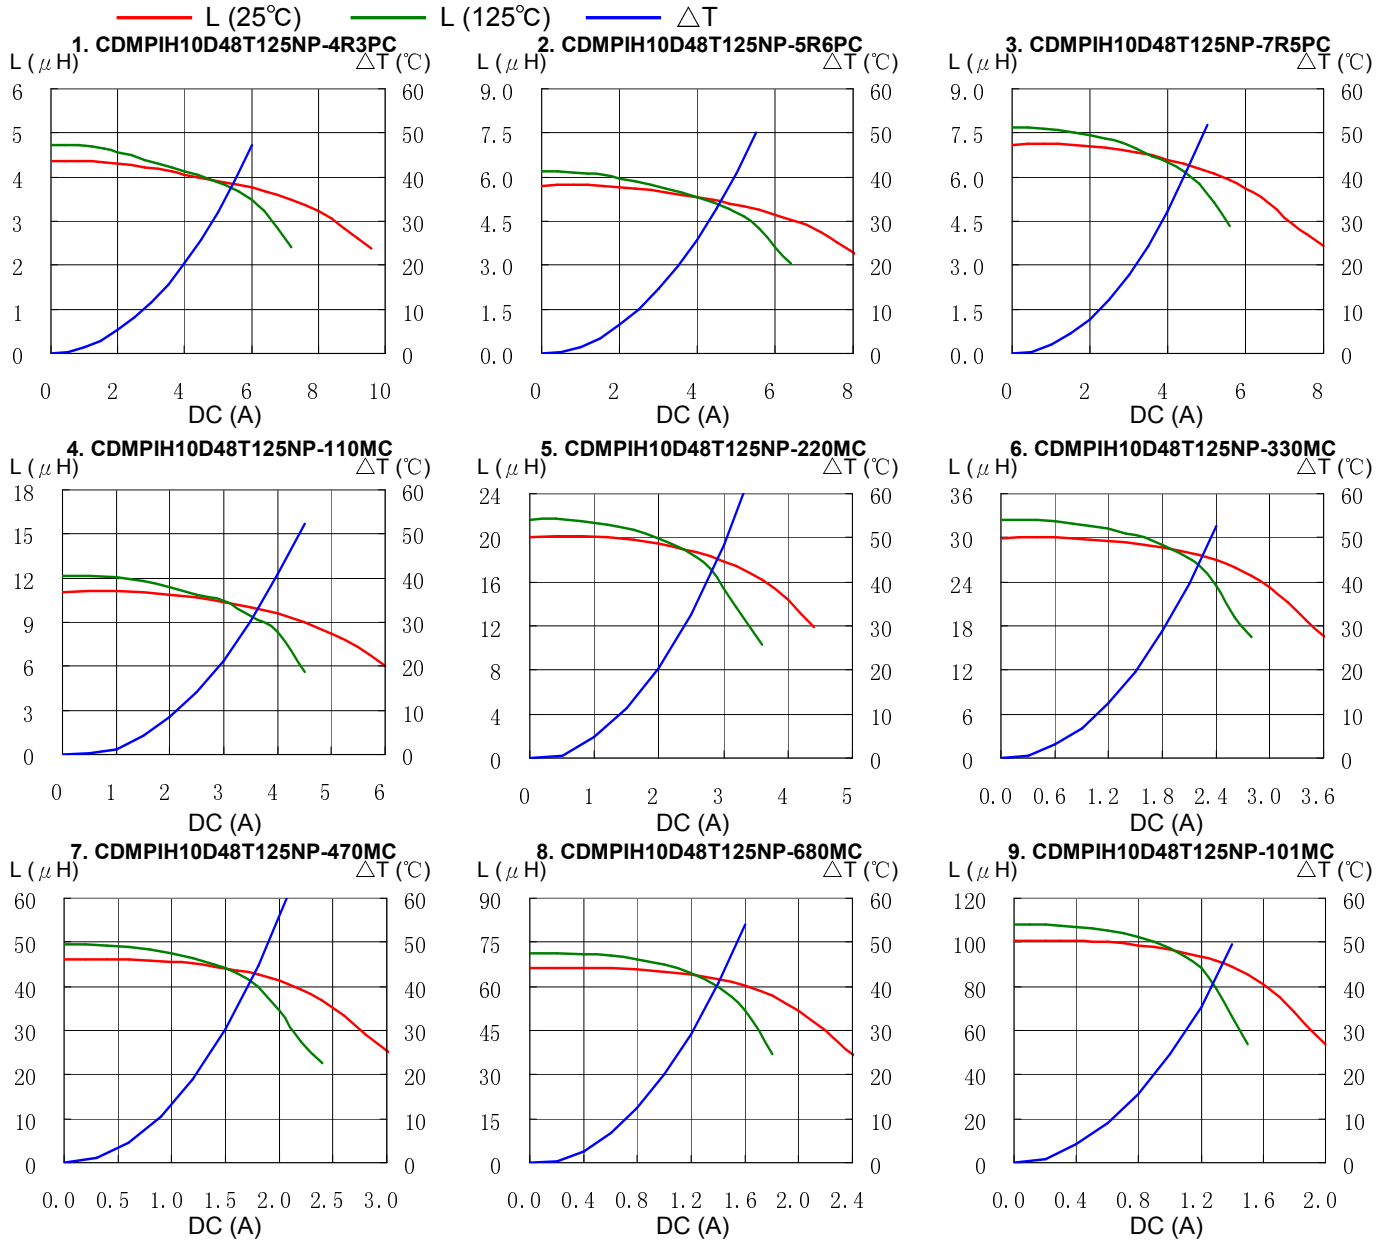 L (25℃) L (125℃) △T
1. CDMPIH10D48T125NP-4R3PC
L (μH) △T (℃)
6 60
5 50
4 40
3 30
2 20
1 10
0 0
0 2 4 6 8 10
DC (A)
2. CDMPIH10D48T125NP-5R6PC
L (μH) △T (℃)
9.0 60
7.5 50
6.0 40
4.5 30
3.0 20
1.5 10
0.0 0
0 2 4 6 8
DC (A)
3. CDMPIH10D48T125NP-7R5PC
L (μH) △T (℃)
9.0 60
7.5 50
6.0 40
4.5 30
3.0 20
1.5 10
0.0 0
0 2 4 6 8
DC (A)
4. CDMPIH10D48T125NP-110MC
L (μH) △T (℃)
18 60
15 50
12 40
9 30
6 20
3 10
0 0
0 1 2 3 4 5 6
DC (A)
5. CDMPIH10D48T125NP-220MC
L (μH) △T (℃)
24 60
20 50
16 40
12 30
8 20
4 10
0 0
0 1 2 3 4 5
DC (A)
6. CDMPIH10D48T125NP-330MC
L (μH) △T (℃)
36 60
30 50
24 40
18 30
12 20
6 10
0 0
0.0 0.6 1.2 1.8 2.4 3.0 3.6
DC (A)
7. CDMPIH10D48T125NP-470MC
L (μH) △T (℃)
60 60
50 50
40 40
30 30
20 20
10 10
0 0
0.0 0.5 1.0 1.5 2.0 2.5 3.0
DC (A)
8. CDMPIH10D48T125NP-680MC
L (μH) △T (℃)
90 60
75 50
60 40
45 30
30 20
15 10
0 0
0.0 0.4 0.8 1.2 1.6 2.0 2.4
DC (A)
9. CDMPIH10D48T125NP-101MC
L (μH) △T (℃)
120 60
100 50
80 40
60 30
40 20
20 10
0 0
0.0 0.4 0.8 1.2 1.6 2.0
DC (A)